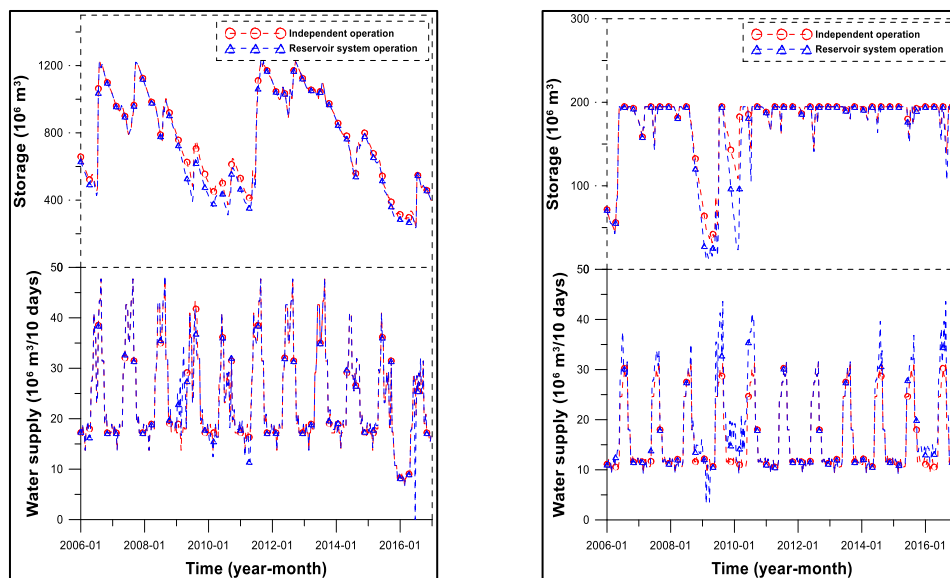 Independent operation
Reservoir system operation
1200
800
400
Storage (10⁶ m³)
50
40
30
20
10
0
Water supply (10⁶ m³/10 days)
2006-01 2008-01 2010-01 2012-01 2014-01 2016-01
Time (year-month)
300
Independent operation
Reservoir system operation
200
100
Storage (10⁶ m³)
50
40
30
20
10
0
Water supply (10⁶ m³/10 days)
2006-01 2008-01 2010-01 2012-01 2014-01 2016-01
Time (year-month)